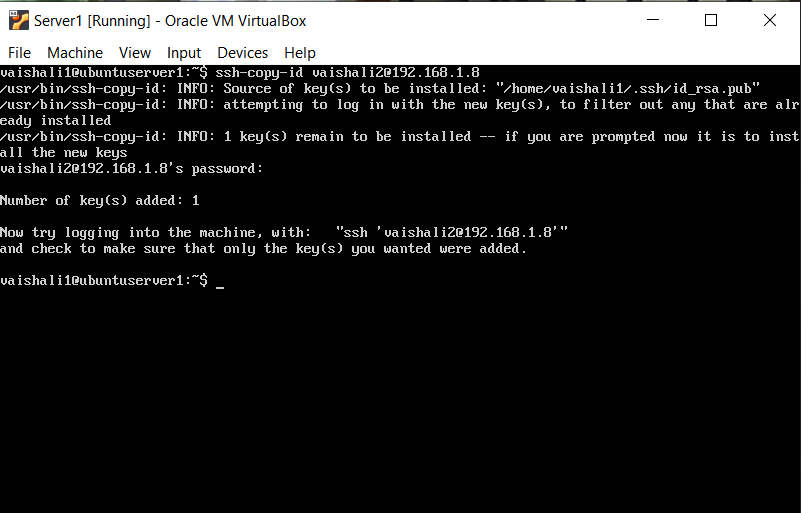 Server1 [Running] - Oracle VM VirtualBox
File Machine View Input Devices Help
vaishali1@ubuntuserver1:~$ ssh-copy-id vaishali2@192.168.1.8
/usr/bin/ssh-copy-id: INFO: Source of key(s) to be installed: "/home/vaishali1/.ssh/id_rsa.pub"
/usr/bin/ssh-copy-id: INFO: attempting to log in with the new key(s), to filter out any that are alr
eady installed
/usr/bin/ssh-copy-id: INFO: 1 key(s) remain to be installed -- if you are prompted now it is to inst
all the new keys
vaishali2@192.168.1.8's password:
Number of key(s) added: 1
Now try logging into the machine, with:   "ssh 'vaishali2@192.168.1.8'"
and check to make sure that only the key(s) you wanted were added.
vaishali1@ubuntuserver1:~$ _